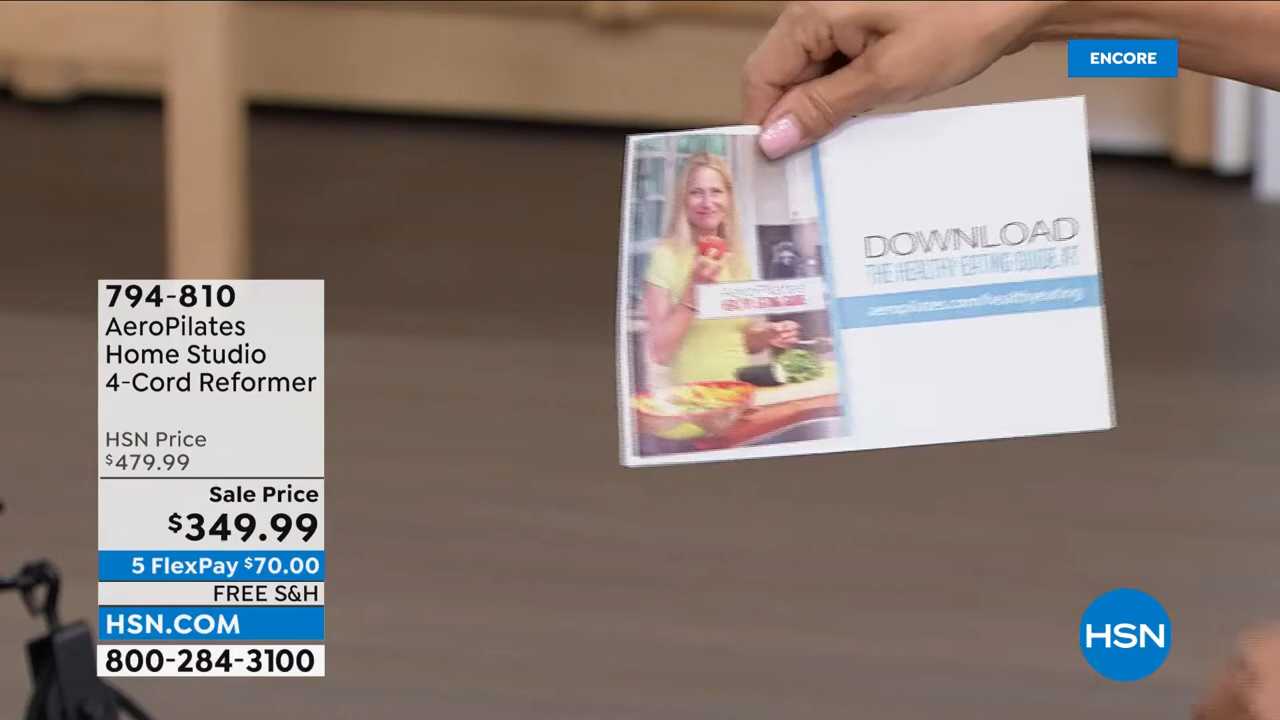 ENCORE
DOWNLOAD
THE HEALTHY EATING GUIDE AT
aeropilates.com/healthyeating
794-810
AeroPilates
Home Studio
4-Cord Reformer
HSN Price
$479.99
Sale Price
$349.99
5 FlexPay $70.00
FREE S&H
HSN.COM
800-284-3100
HSN